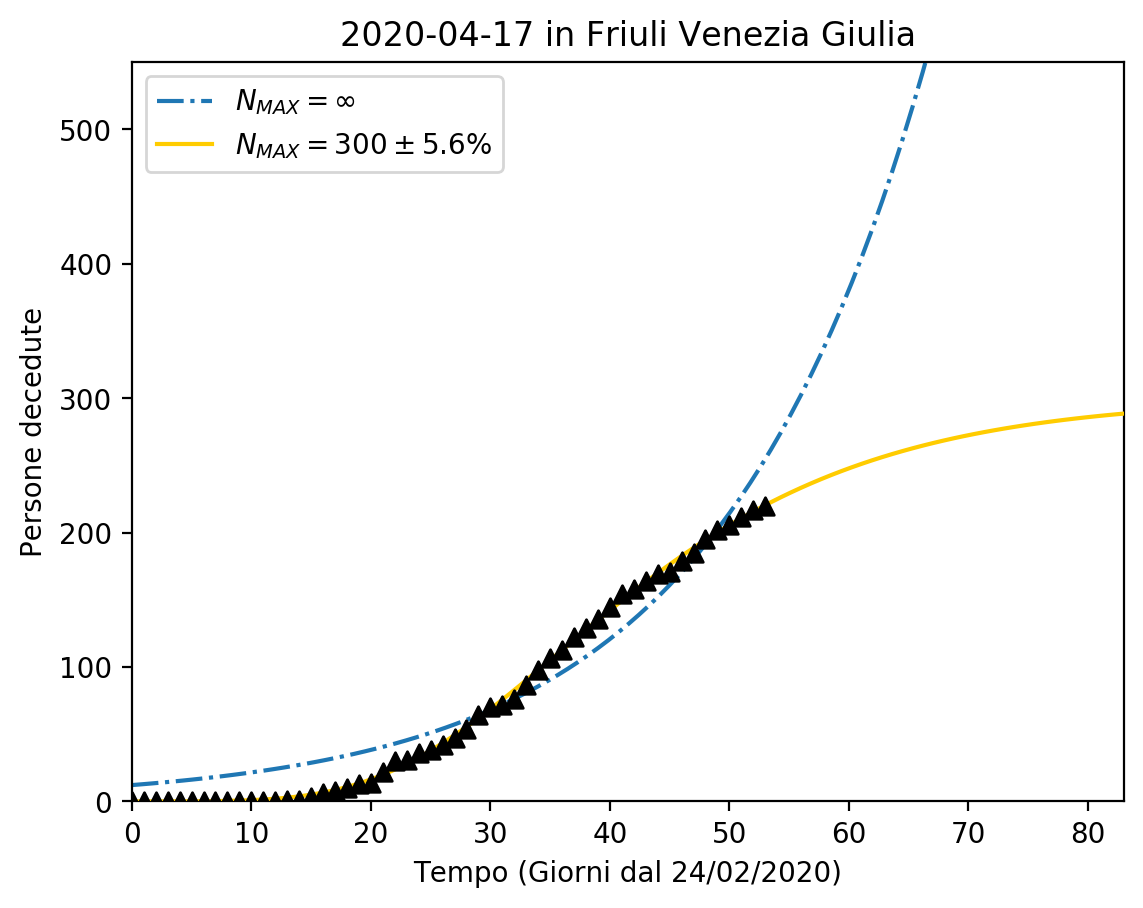 2020-04-17 in Friuli Venezia Giulia
N_MAX = ∞
N_MAX = 300 ± 5.6%
500
400
300
200
100
0
Persone decedute
0 10 20 30 40 50 60 70 80
Tempo (Giorni dal 24/02/2020)